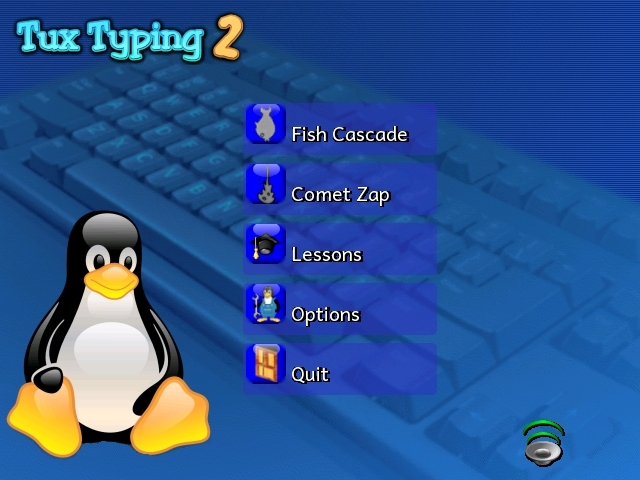 Tux Typing 2
Fish Cascade
Comet Zap
Lessons
Options
Quit